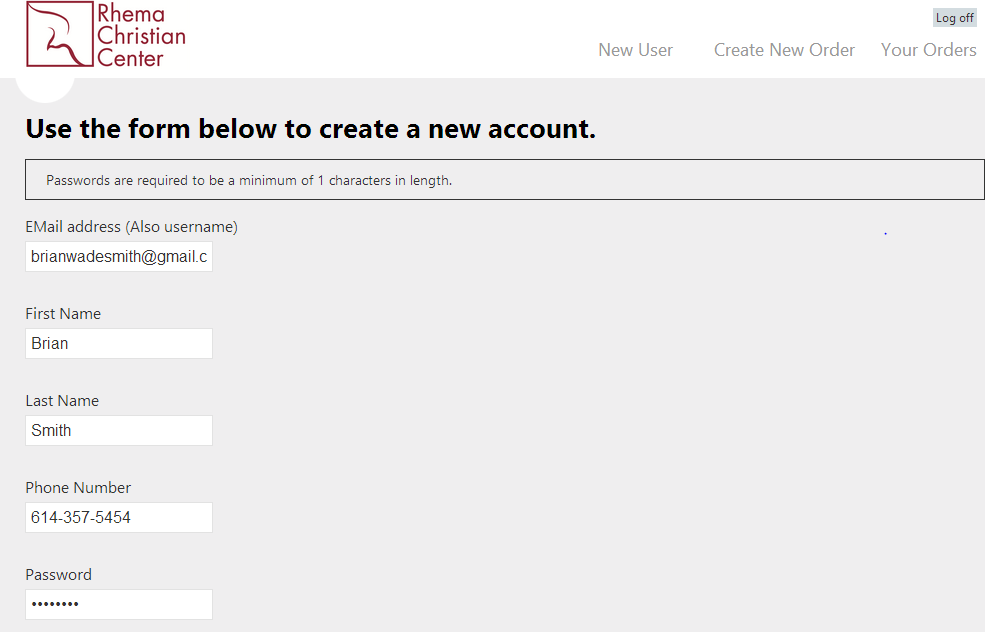 Rhema
Christian
Center
Log off
New User Create New Order Your Orders
Use the form below to create a new account.
Passwords are required to be a minimum of 1 characters in length.
EMail address (Also username)
brianwadesmith@gmail.c
First Name
Brian
Last Name
Smith
Phone Number
614-357-5454
Password
••••••••